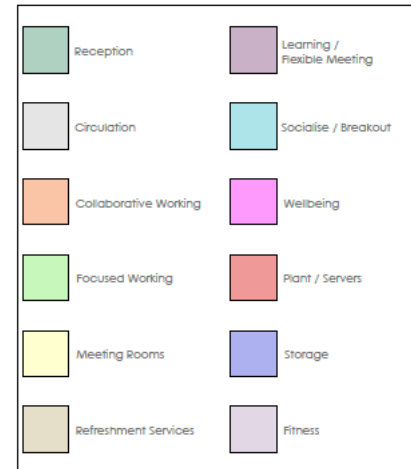 Reception
Learning /
Flexible Meeting
Circulation
Socialise / Breakout
Collaborative Working
Wellbeing
Focused Working
Plant / Servers
Meeting Rooms
Storage
Refreshment Services
Fitness